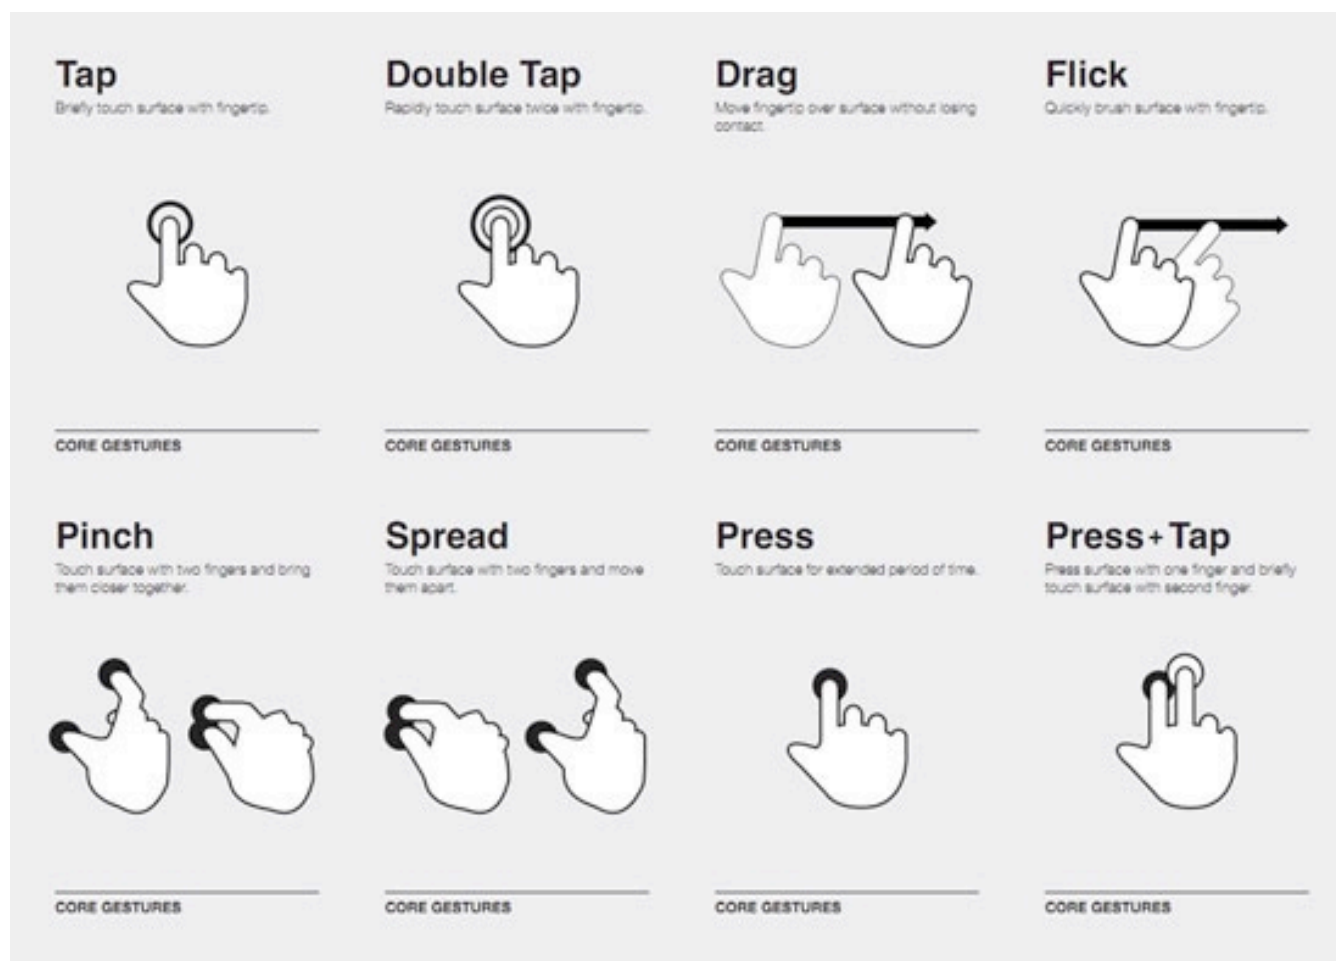 Tap
Briefly touch surface with fingertip.
Double Tap
Rapidly touch surface twice with fingertip.
Drag
Move fingertip over surface without losing
contact.
Flick
Quickly brush surface with fingertip.
CORE GESTURES
CORE GESTURES
CORE GESTURES
CORE GESTURES
Pinch
Touch surface with two fingers and bring
them closer together.
Spread
Touch surface with two fingers and move
them apart.
Press
Touch surface for extended period of time.
Press + Tap
Press surface with one finger and briefly
touch surface with second finger.
CORE GESTURES
CORE GESTURES
CORE GESTURES
CORE GESTURES